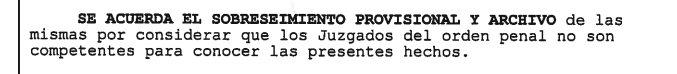 SE ACUERDA EL SOBRESEIMIENTO PROVISIONAL Y ARCHIVO de las
mismas por considerar que los Juzgados del orden penal no son
competentes para conocer las presentes hechos.